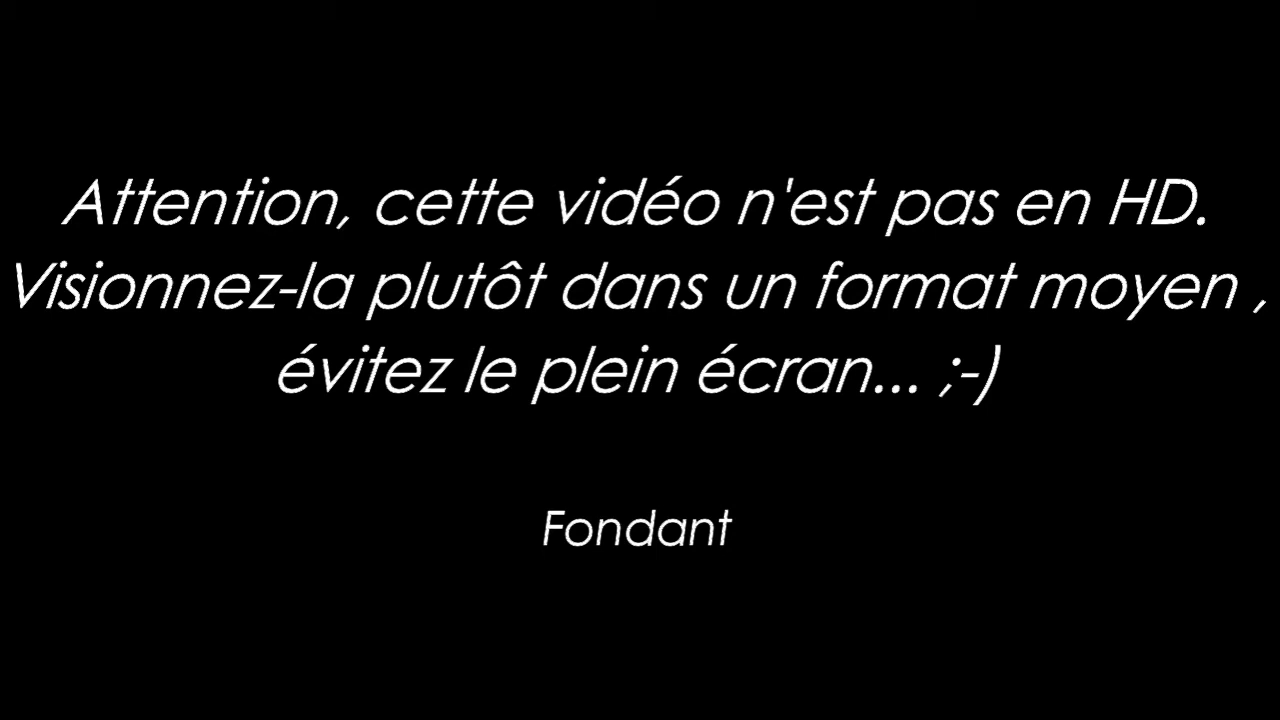 Attention, cette vidéo n'est pas en HD.
Visionnez-la plutôt dans un format moyen ,
évitez le plein écran... ;-)
Fondant